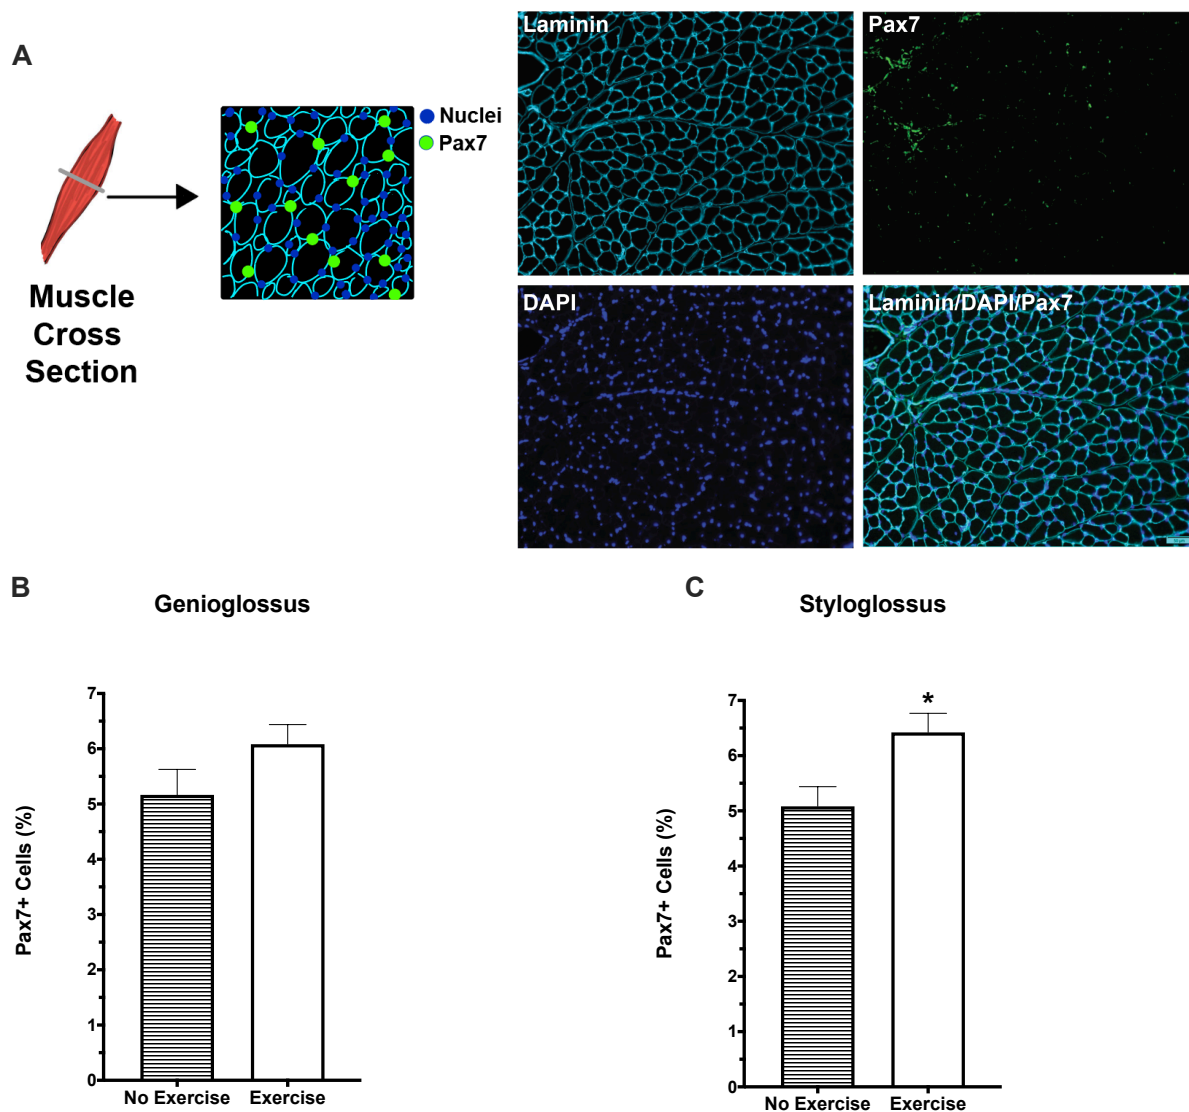 A
Nuclei
Pax7
Muscle
Cross
Section
Laminin
Pax7
DAPI
Laminin/DAPI/Pax7
B
Genioglossus
Pax7+ Cells (%)
7
6
5
4
3
2
1
0
No Exercise
Exercise
C
Styloglossus
Pax7+ Cells (%)
7
6
5
4
3
2
1
0
*
No Exercise
Exercise